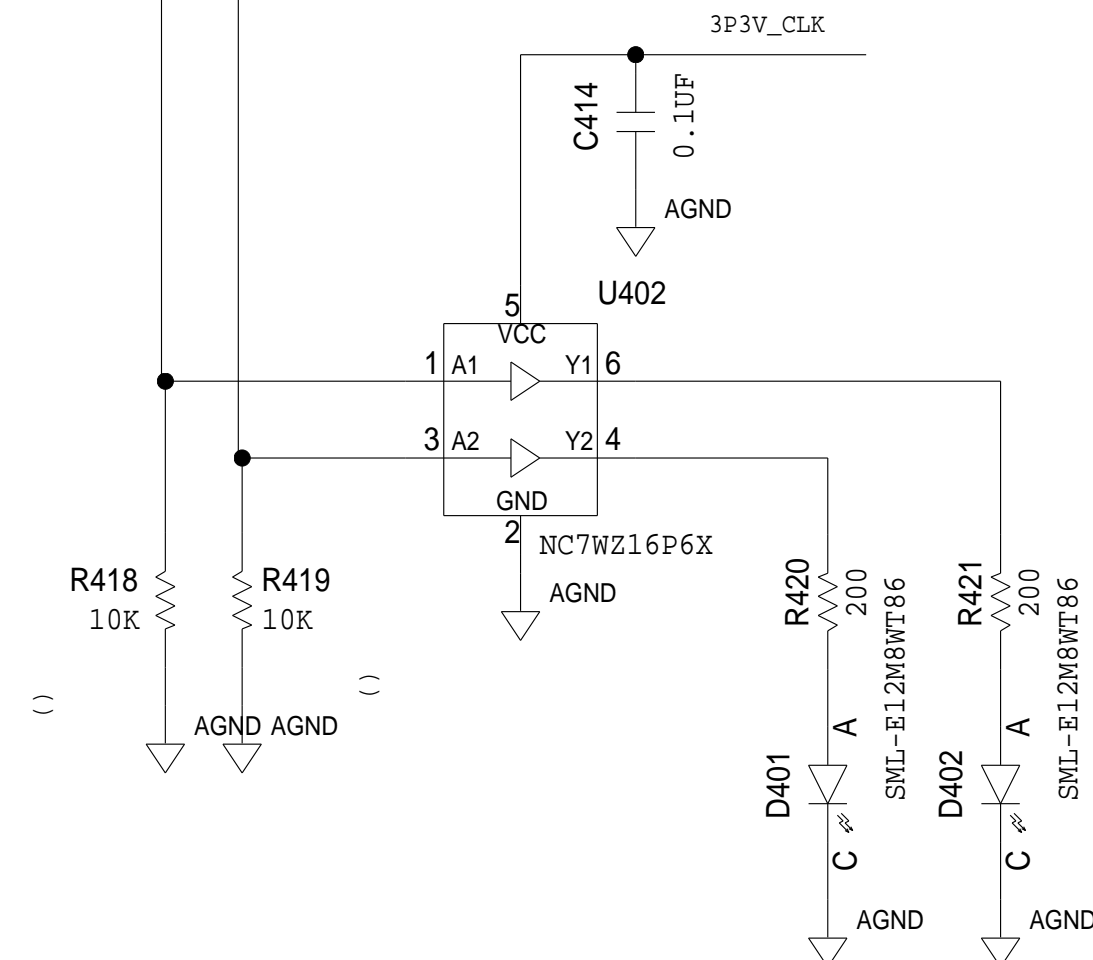 3P3V_CLK
C414
0.1UF
AGND
U402
5
VCC
1 A1 Y1 6
3 A2 Y2 4
GND
2
NC7WZ16P6X
AGND
R418
10K
R419
10K
()
()
AGND AGND
R420
200
SML-E12M8WT86
R421
200
SML-E12M8WT86
A
A
D401
D402
C
C
AGND
AGND